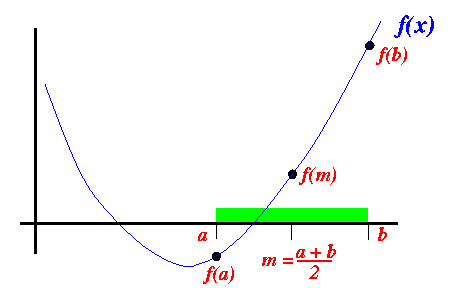 f(x)
f(b)
f(m)
a
b
m = a + b
2
f(a)